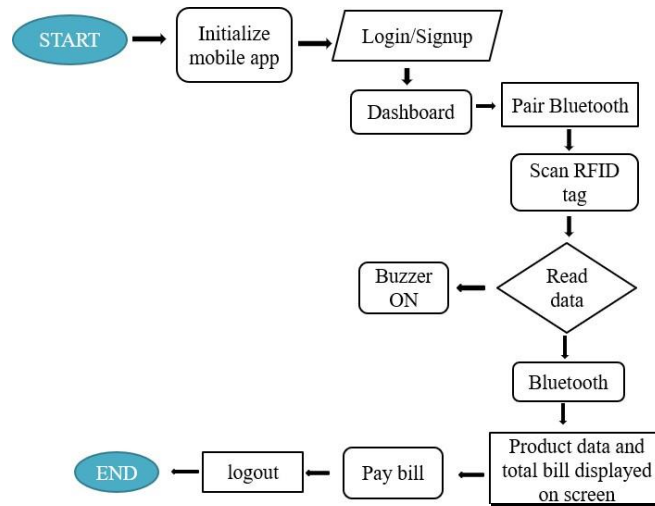 START
Initialize
mobile app
Login/Signup
Dashboard
Pair Bluetooth
Scan RFID
tag
Read
data
Buzzer
ON
Bluetooth
Product data and
total bill displayed
on screen
Pay bill
logout
END